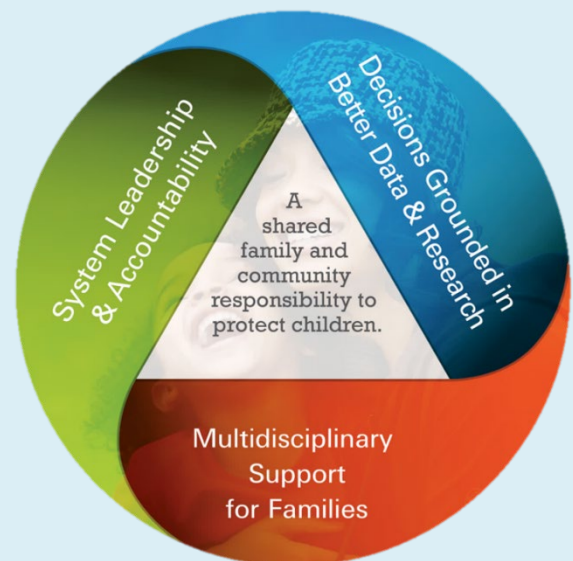 System Leadership
& Accountability
Decisions Grounded in
Better Data & Research
A
shared
family and
community
responsibility to
protect children.
Multidisciplinary
Support
for Families